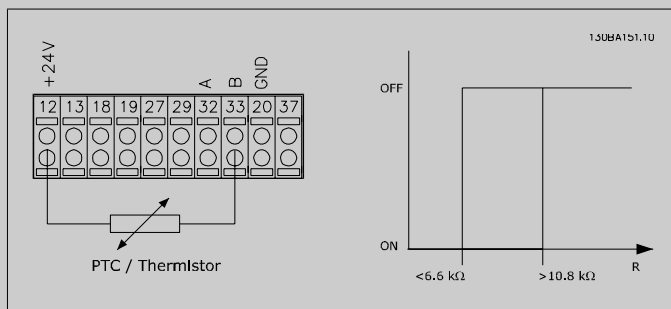 130BA151.10
+24V
A
B
GND
12 13 18 19 27 29 32 33 20 37
PTC / Thermistor
OFF
ON
<6.6 kΩ
>10.8 kΩ
R